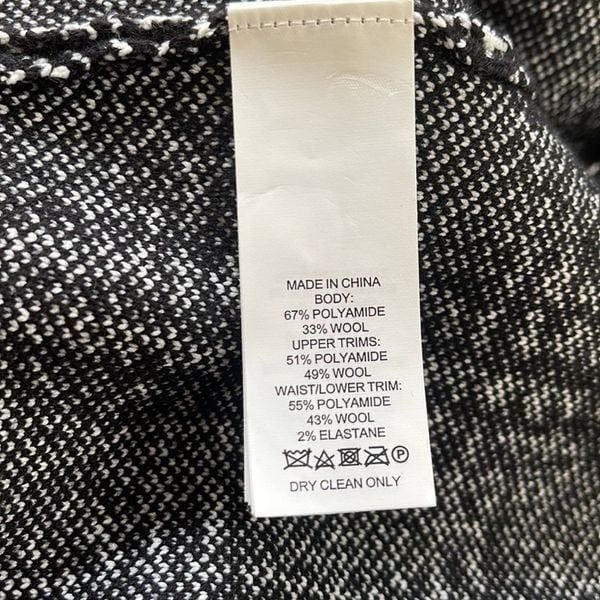 MADE IN CHINA
BODY:
67% POLYAMIDE
33% WOOL
UPPER TRIMS:
51% POLYAMIDE
49% WOOL
WAIST/LOWER TRIM:
55% POLYAMIDE
43% WOOL
2% ELASTANE
P
DRY CLEAN ONLY